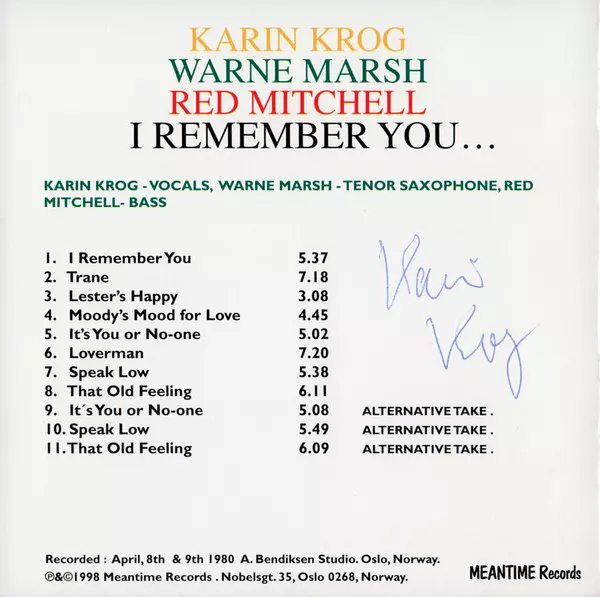 KARIN KROG
WARNE MARSH
RED MITCHELL
I REMEMBER YOU...
KARIN KROG - VOCALS, WARNE MARSH - TENOR SAXOPHONE, RED
MITCHELL- BASS
1. I Remember You 5.37
2. Trane 7.18
3. Lester's Happy 3.08
4. Moody's Mood for Love 4.45
5. It's You or No-one 5.02
6. Loverman 7.20
7. Speak Low 5.38
8. That Old Feeling 6.11
9. It´s You or No-one 5.08 ALTERNATIVE TAKE .
10. Speak Low 5.49 ALTERNATIVE TAKE .
11. That Old Feeling 6.09 ALTERNATIVE TAKE .
Karin
Krog
Recorded : April, 8th & 9th 1980 A. Bendiksen Studio. Oslo, Norway.
℗&©1998 Meantime Records . Nobelsgt. 35, Oslo 0268, Norway.
MEANTIME Records